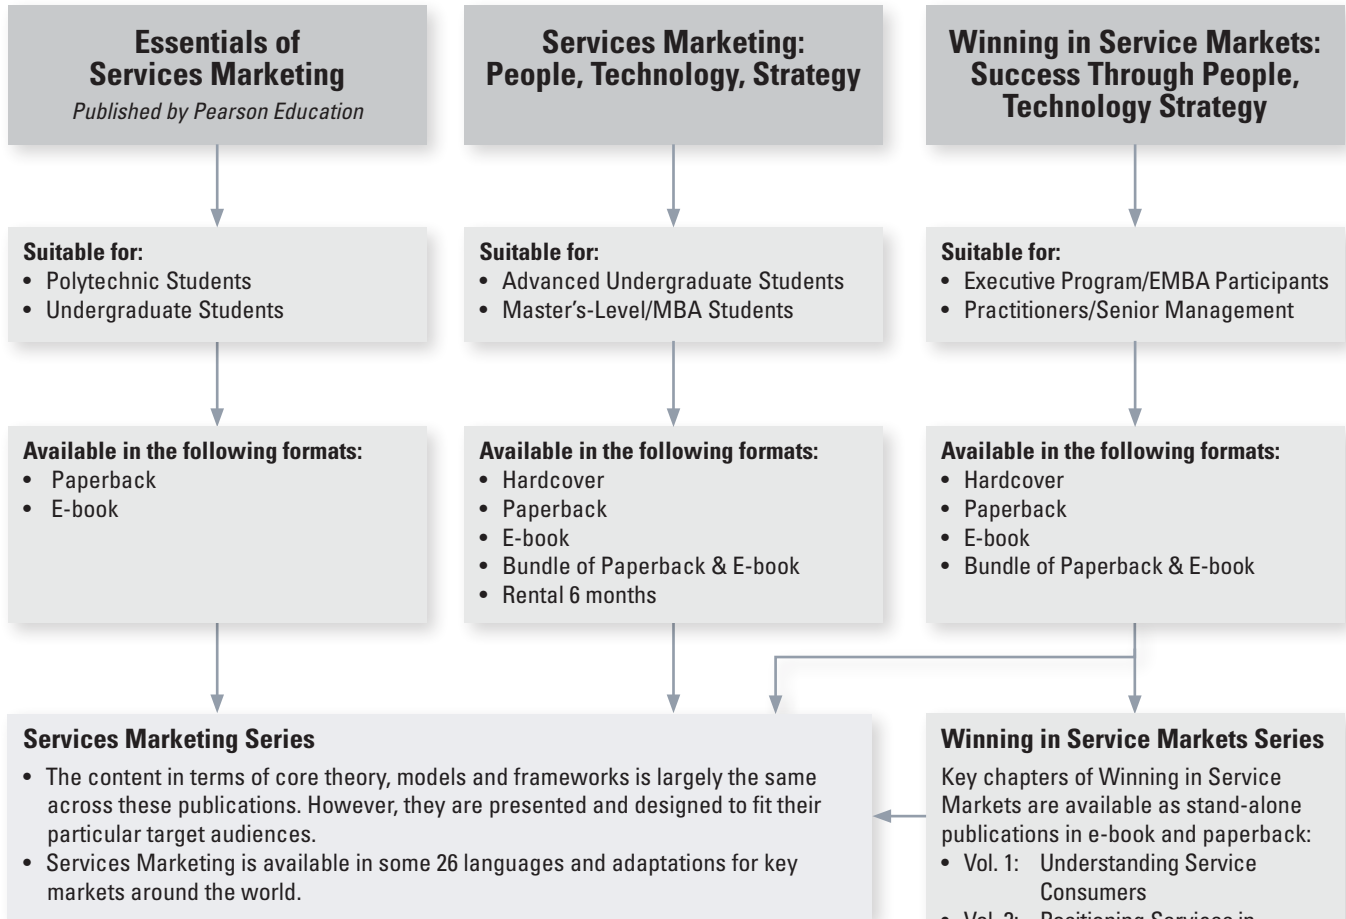 Essentials of
Services Marketing
Published by Pearson Education
Services Marketing:
People, Technology, Strategy
Winning in Service Markets:
Success Through People,
Technology Strategy
Suitable for:
• Polytechnic Students
• Undergraduate Students
Suitable for:
• Advanced Undergraduate Students
• Master’s-Level/MBA Students
Suitable for:
• Executive Program/EMBA Participants
• Practitioners/Senior Management
Available in the following formats:
• Paperback
• E-book
Available in the following formats:
• Hardcover
• Paperback
• E-book
• Bundle of Paperback & E-book
• Rental 6 months
Available in the following formats:
• Hardcover
• Paperback
• E-book
• Bundle of Paperback & E-book
Services Marketing Series
• The content in terms of core theory, models and frameworks is largely the same
across these publications. However, they are presented and designed to fit their
particular target audiences.
• Services Marketing is available in some 26 languages and adaptations for key
markets around the world.
Winning in Service Markets Series
Key chapters of Winning in Service
Markets are available as stand-alone
publications in e-book and paperback:
• Vol. 1: Understanding Service
Consumers
• Vol. 2: Positioning Services in